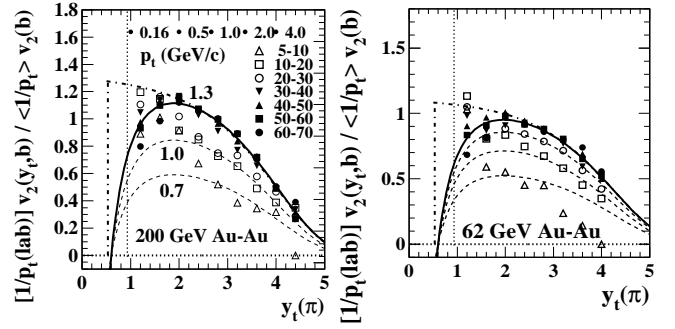 [1/p_t(lab)] v_2(y_t,b) / <1/p_t> v_2(b)
1.8
1.6
1.4
1.2
1
0.8
0.6
0.4
0.2
0
0.16 0.5 1.0 2.0 4.0
p_t (GeV/c)
5-10
10-20
20-30
30-40
40-50
50-60
60-70
1.3
1.0
0.7
200 GeV Au-Au
0 1 2 3 4 5
y_t(π)
[1/p_t(lab)] v_2(y_t,b) / <1/p_t> v_2(b)
1.5
1
0.5
0
62 GeV Au-Au
0 1 2 3 4 5
y_t(π)